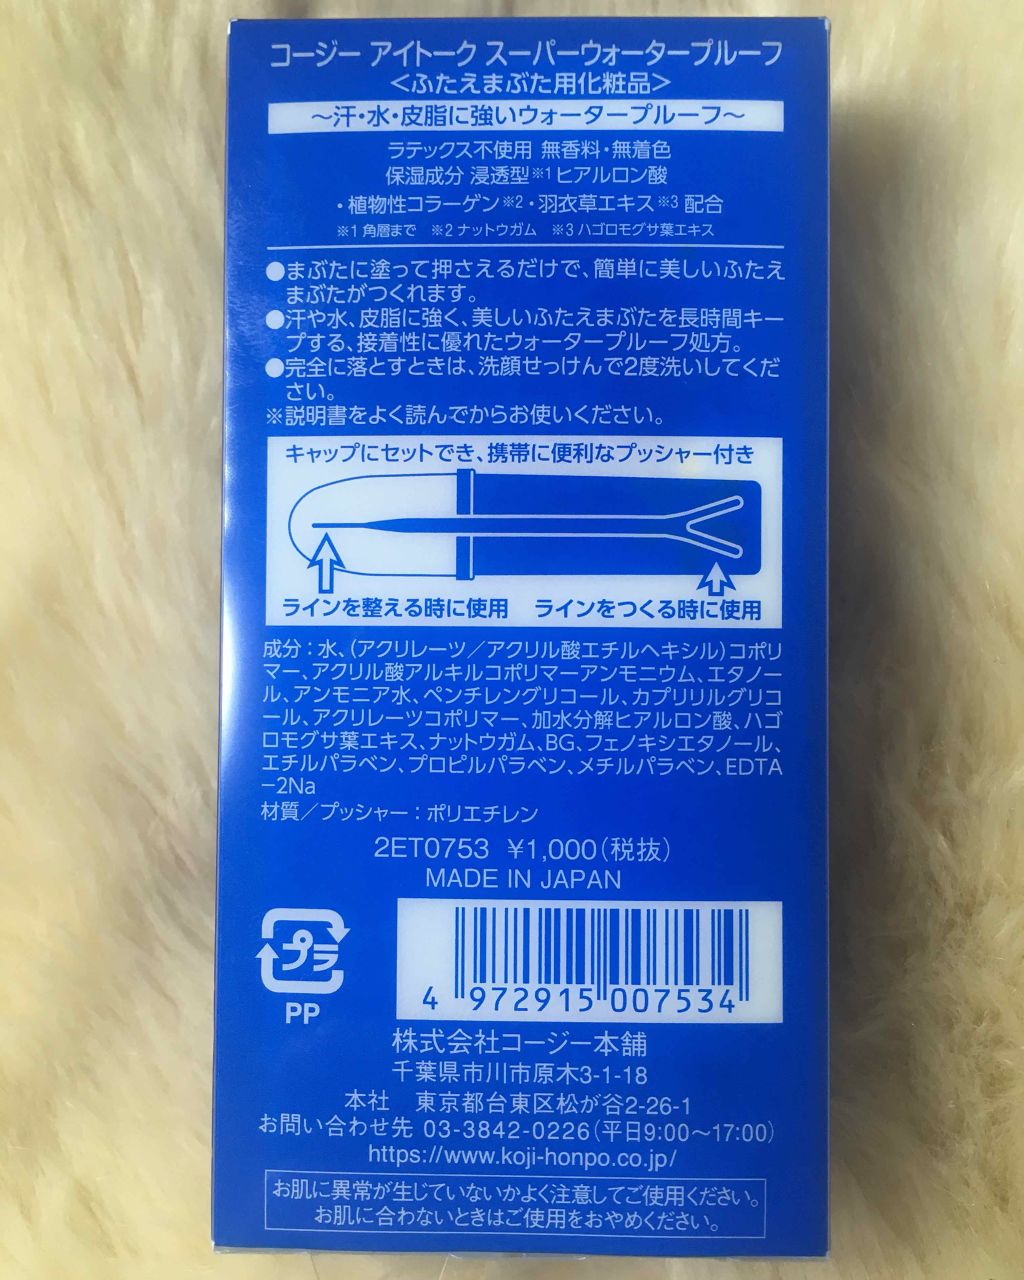 コージー アイトーク スーパーウォータープルーフ
<ふたえまぶた用化粧品>
～汗・水・皮脂に強いウォータープルーフ～
ラテックス不使用 無香料・無着色
保湿成分 浸透型※1ヒアルロン酸
・植物性コラーゲン※2・羽衣草エキス※3 配合
※1 角層まで ※2 ナットウガム ※3 ハゴロモグサ葉エキス
●まぶたに塗って押さえるだけで、簡単に美しいふたえ
まぶたがつくれます。
●汗や水、皮脂に強く、美しいふたえまぶたを長時間キー
プする、接着性に優れたウォータープルーフ処方。
●完全に落とすときは、洗顔せっけんで2度洗いしてくだ
さい。
※説明書をよく読んでからお使いください。
キャップにセットでき、携帯に便利なプッシャー付き
ラインを整える時に使用 ラインをつくる時に使用
成分：水、(アクリレーツ／アクリル酸エチルヘキシル)コポリ
マー、アクリル酸アルキルコポリマーアンモニウム、エタノー
ル、アンモニア水、ペンチレングリコール、カプリリルグリコ
ール、アクリレーツコポリマー、加水分解ヒアルロン酸、ハゴ
ロモグサ葉エキス、ナットウガム、BG、フェノキシエタノール、
エチルパラベン、プロピルパラベン、メチルパラベン、EDTA
－2Na
材質／プッシャー：ポリエチレン
2ET0753 ¥1,000(税抜)
MADE IN JAPAN
プラ
PP
4 972915 007534
株式会社コージー本舗
千葉県市川市原木3-1-18
本社 東京都台東区松が谷2-26-1
お問い合わせ先 03-3842-0226(平日9:00～17:00)
https://www.koji-honpo.co.jp/
お肌に異常が生じていないかよく注意してご使用ください。
お肌に合わないときはご使用をおやめください。